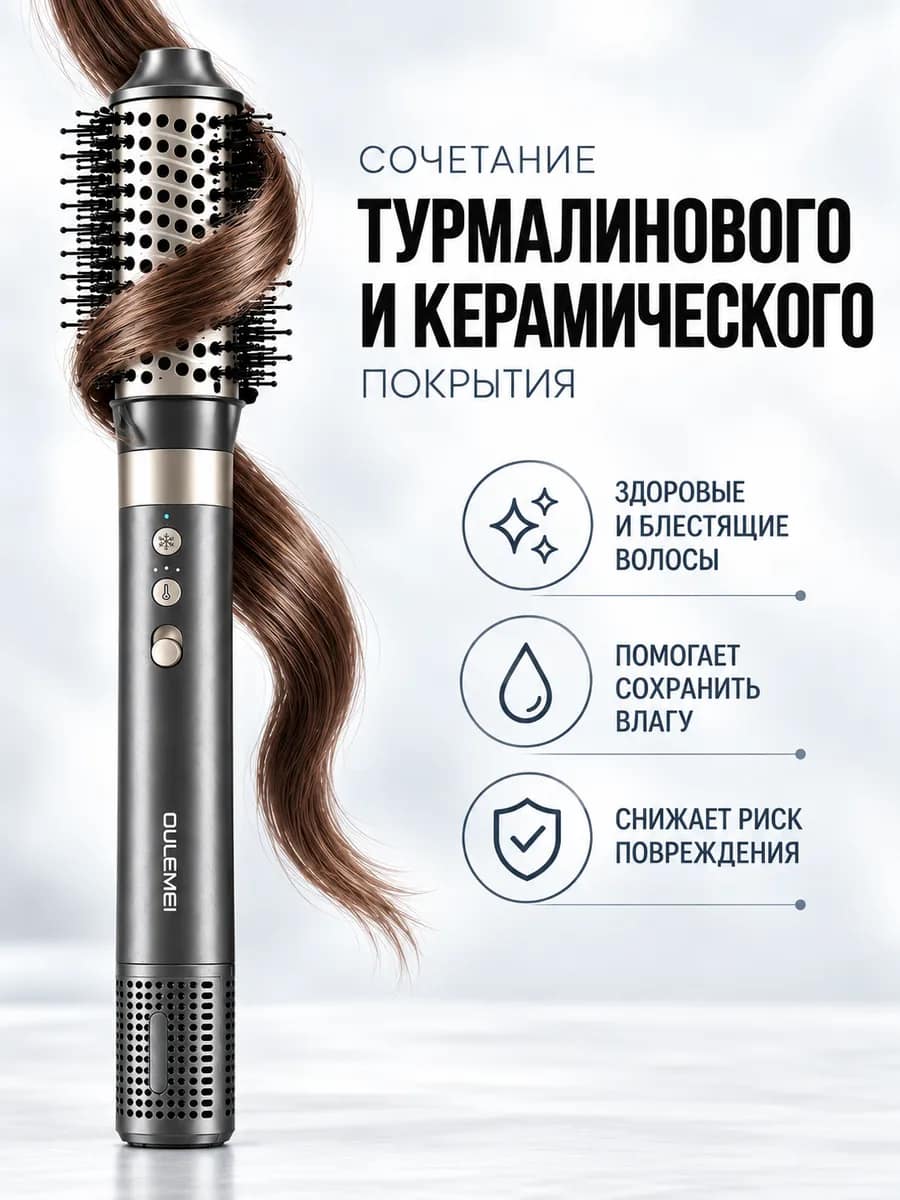 СОЧЕТАНИЕ
ТУРМАЛИНОВОГО
И КЕРАМИЧЕСКОГО
ПОКРЫТИЯ
ЗДОРОВЫЕ
И БЛЕСТЯЩИЕ
ВОЛОСЫ
ПОМОГАЕТ
СОХРАНИТЬ
ВЛАГУ
СНИЖАЕТ РИСК
ПОВРЕЖДЕНИЯ
OULEMEI